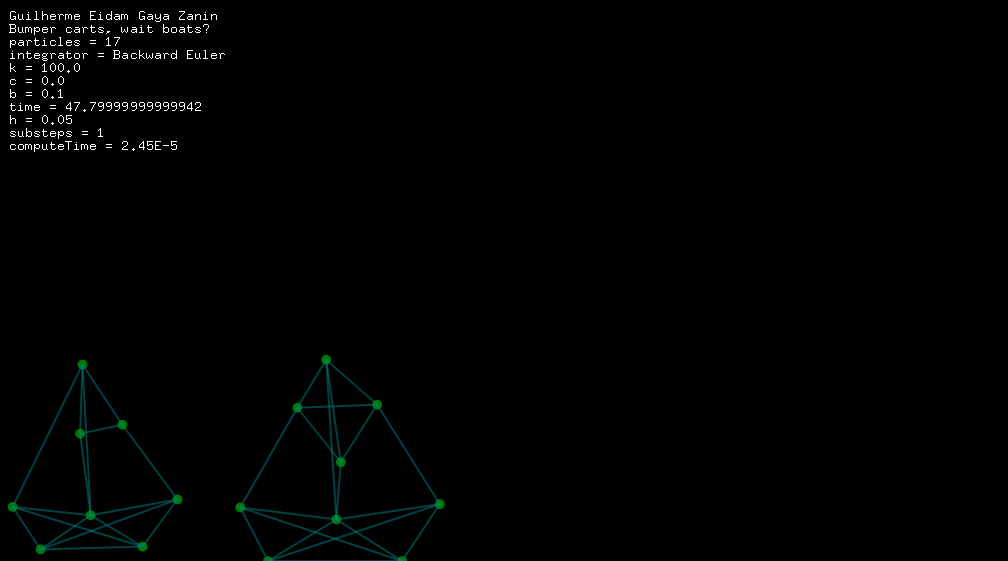 Guilherme Eidam Gaya Zanin
Bumper carts, wait boats?
particles = 17
integrator = Backward Euler
k = 100.0
c = 0.0
b = 0.1
time = 47.79999999999942
h = 0.05
substeps = 1
computeTime = 2.45E-5